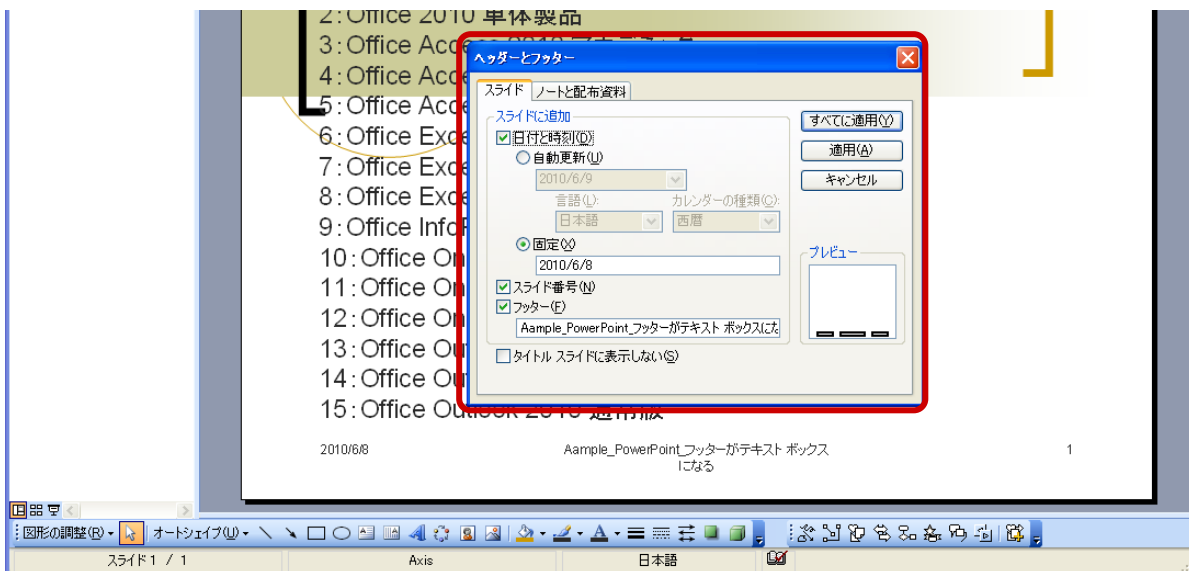 2:Office 2010 単体製品
3:Office Acce
4:Office Acce
5:Office Acce
6:Office Exce
7:Office Exce
8:Office Exce
9:Office InfoP
10:Office On
11:Office On
12:Office On
13:Office Ou
14:Office Ou
15:Office Outlook 2010 通常版
ヘッダーとフッター
スライド ノートと配布資料
スライドに追加
日付と時刻(D)
自動更新(U)
2010/6/9
言語(L): カレンダーの種類(C):
日本語 西暦
固定(X)
2010/6/8
スライド番号(N)
フッター(F)
Aample_PowerPoint_フッターがテキスト ボックスにな
タイトル スライドに表示しない(S)
すべてに適用(Y)
適用(A)
キャンセル
プレビュー
2010/6/8 Aample_PowerPoint_フッターがテキスト ボックス 1
になる
図形の調整(R) オートシェイプ(U)
スライド 1 / 1 Axis 日本語